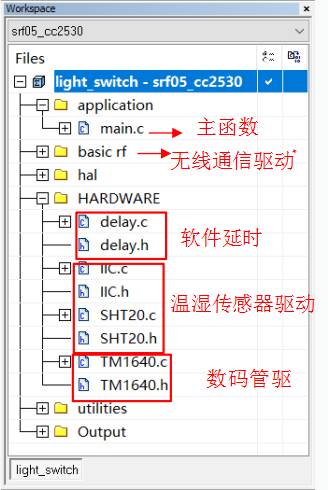 Workspace
srf05_cc2530
Files
light_switch - srf05_cc2530
application
main.c 主函数
basic rf 无线通信驱动*
hal
HARDWARE
delay.c
delay.h
软件延时
IIC.c
IIC.h
SHT20.c
SHT20.h
温湿传感器驱动
TM1640.c
TM1640.h
数码管驱
utilities
Output
light_switch